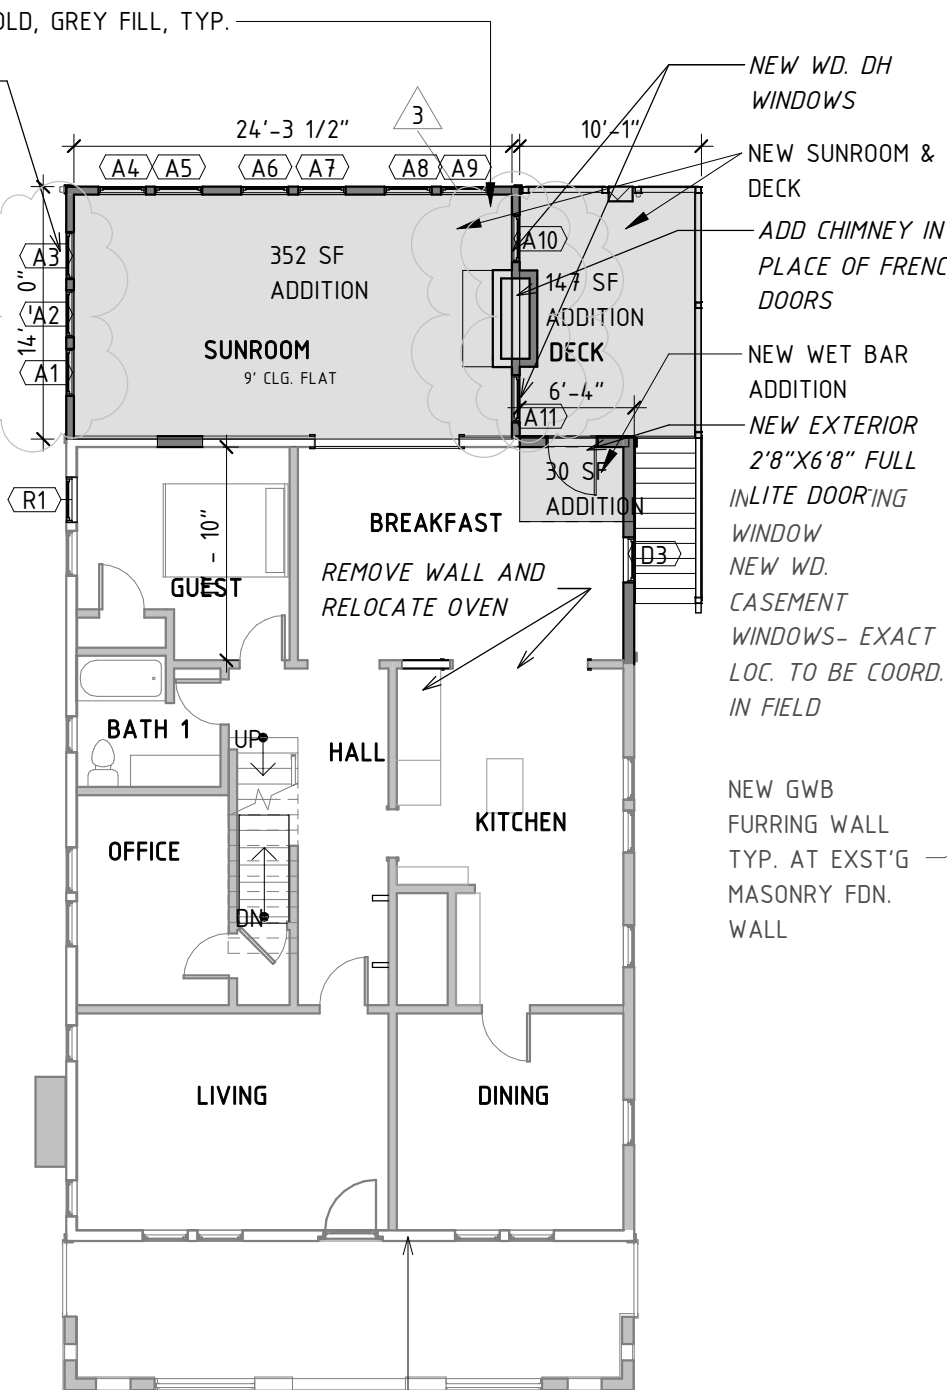 OLD, GREY FILL, TYP.
3
24'-3 1/2"
10'-1"
NEW WD. DH
WINDOWS
A4 A5 A6 A7 A8 A9
NEW SUNROOM &
DECK
A10
ADD CHIMNEY IN
PLACE OF FRENC
DOORS
A3
352 SF
ADDITION
147 SF
ADDITION
DECK
14' 0"
A2
SUNROOM
9' CLG. FLAT
A1
6'-4"
A11
NEW WET BAR
ADDITION
NEW EXTERIOR
2'8"X6'8" FULL
LITE DOOR
30 SF
ADDITION
R1
10"
BREAKFAST
GUEST
REMOVE WALL AND
RELOCATE OVEN
D3
WINDOW
NEW WD.
CASEMENT
WINDOWS- EXACT
LOC. TO BE COORD.
IN FIELD
BATH 1
UP
HALL
KITCHEN
OFFICE
DN
NEW GWB
FURRING WALL
TYP. AT EXST'G
MASONRY FDN.
WALL
LIVING
DINING